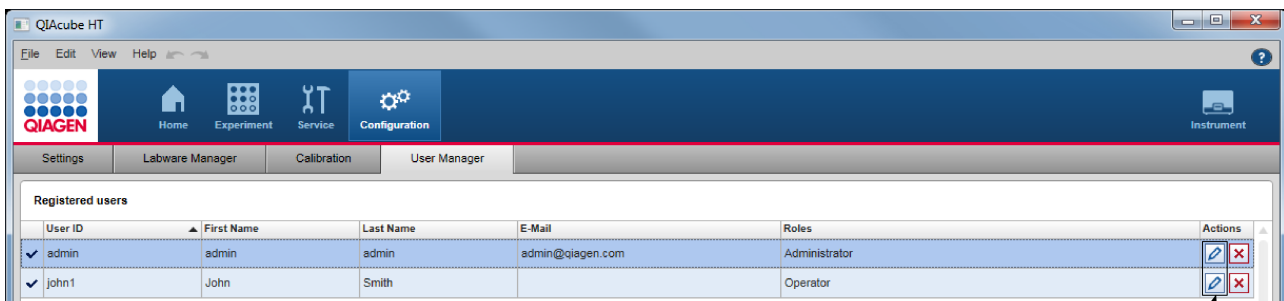 QIAcube HT
File Edit View Help
?
QIAGEN
Home Experiment Service Configuration Instrument
Settings Labware Manager Calibration User Manager
Registered users
User ID First Name Last Name E-Mail Roles Actions
admin admin admin admin@qiagen.com Administrator
john1 John Smith Operator